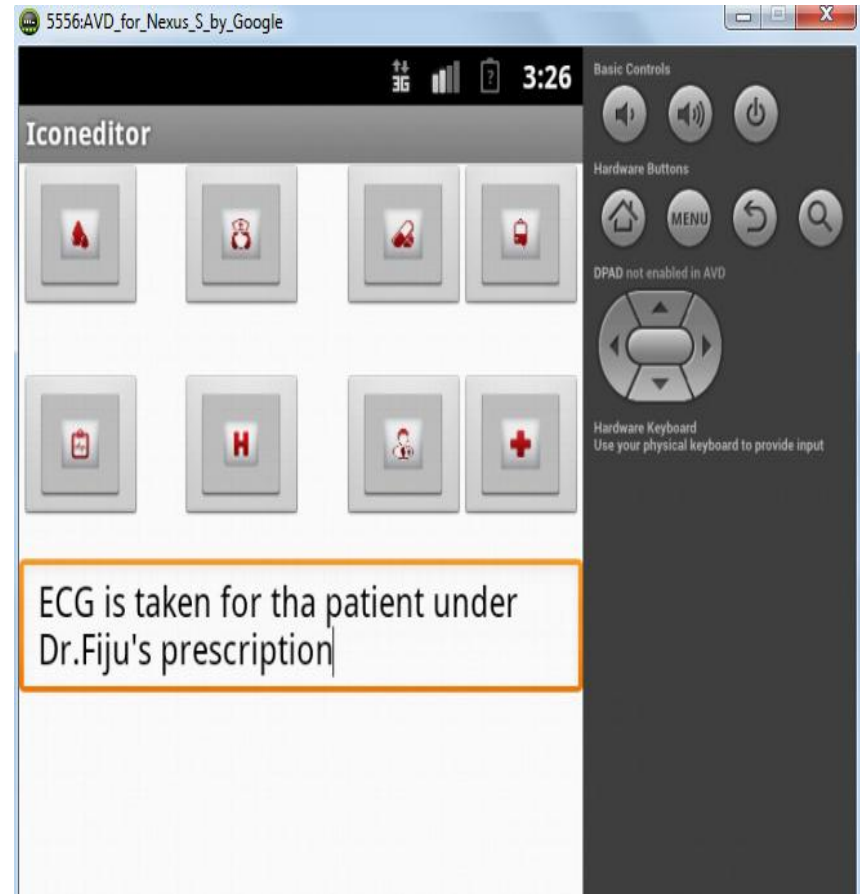 5556:AVD_for_Nexus_S_by_Google
3G ? 3:26
Iconeditor
H
ECG is taken for tha patient under
Dr.Fiju's prescription
Basic Controls
Hardware Buttons
MENU
DPAD not enabled in AVD
Hardware Keyboard
Use your physical keyboard to provide input